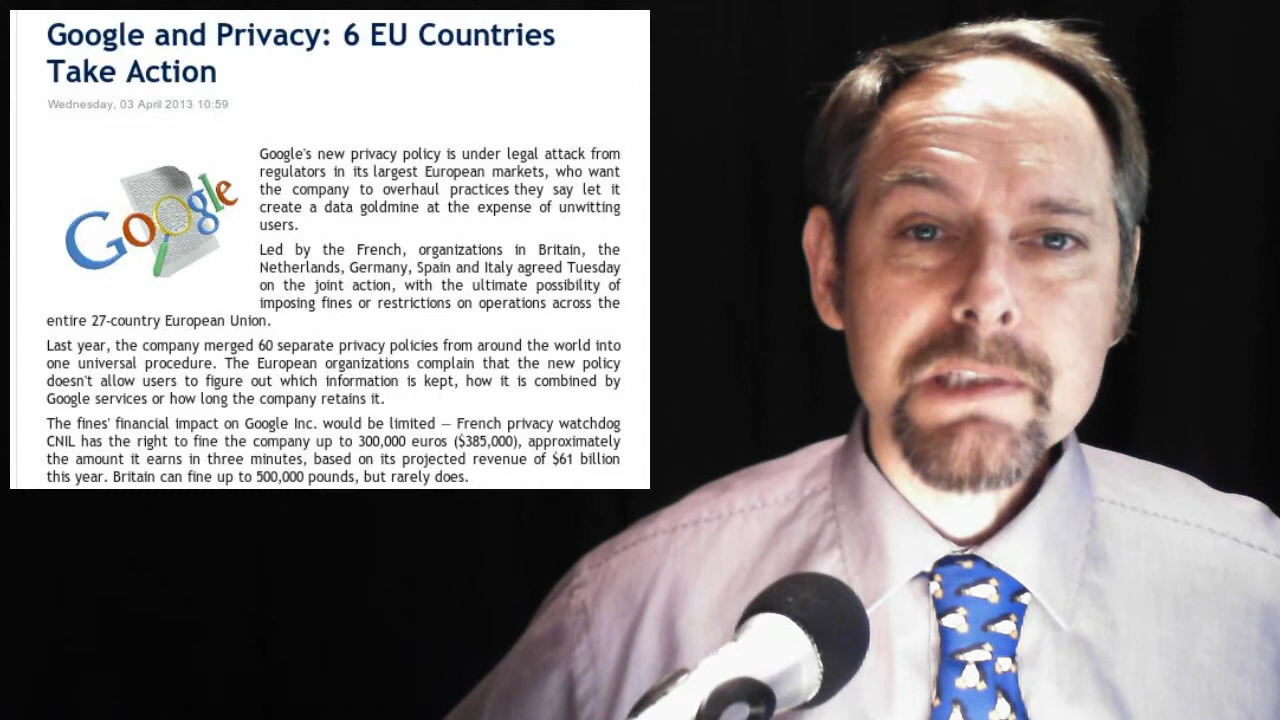 Google and Privacy: 6 EU Countries
Take Action
Wednesday, 03 April 2013 10:59
Google
Google's new privacy policy is under legal attack from
regulators in its largest European markets, who want
the company to overhaul practices they say let it
create a data goldmine at the expense of unwitting
users.
Led by the French, organizations in Britain, the
Netherlands, Germany, Spain and Italy agreed Tuesday
on the joint action, with the ultimate possibility of
imposing fines or restrictions on operations across the
entire 27-country European Union.
Last year, the company merged 60 separate privacy policies from around the world into
one universal procedure. The European organizations complain that the new policy
doesn't allow users to figure out which information is kept, how it is combined by
Google services or how long the company retains it.
The fines' financial impact on Google Inc. would be limited — French privacy watchdog
CNIL has the right to fine the company up to 300,000 euros ($385,000), approximately
the amount it earns in three minutes, based on its projected revenue of $61 billion
this year. Britain can fine up to 500,000 pounds, but rarely does.